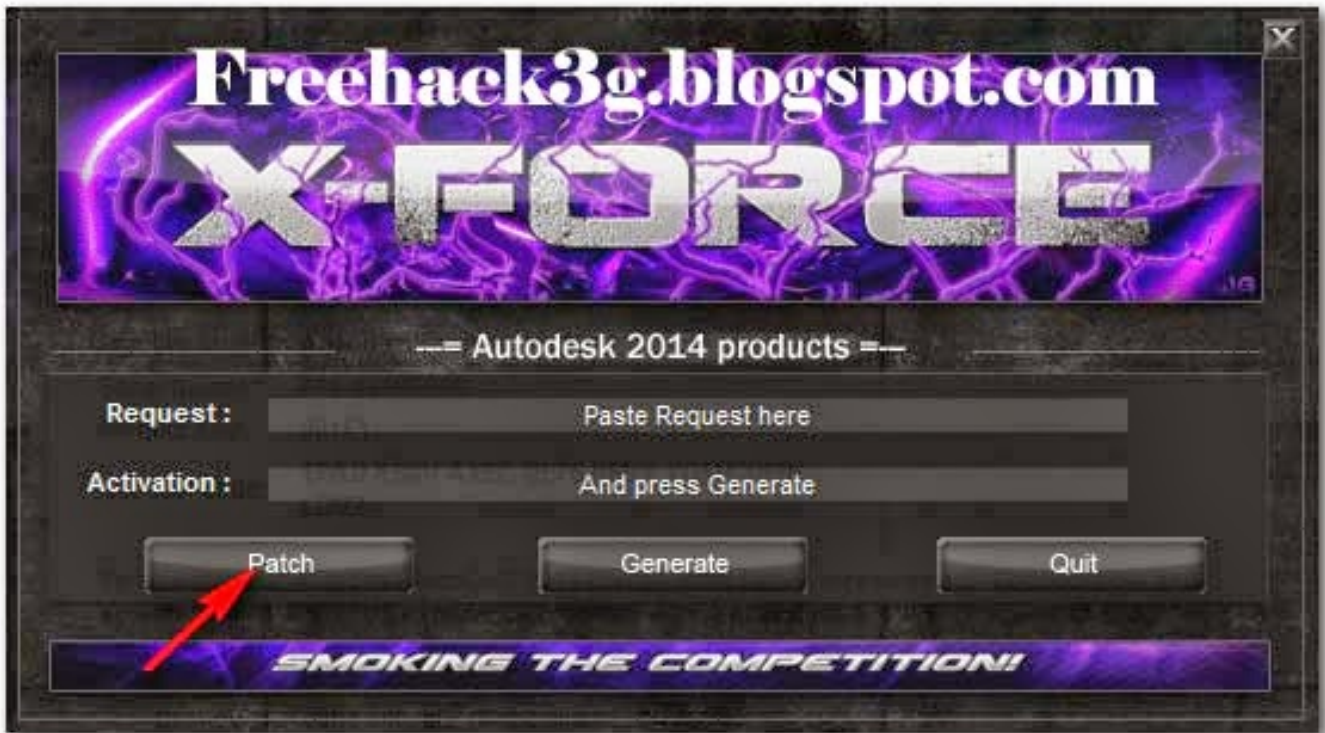 Freehack3g.blogspot.com
X-FORCE
---= Autodesk 2014 products =---
Request :
Paste Request here
Activation :
And press Generate
Patch
Generate
Quit
SMOKING THE COMPETITION!